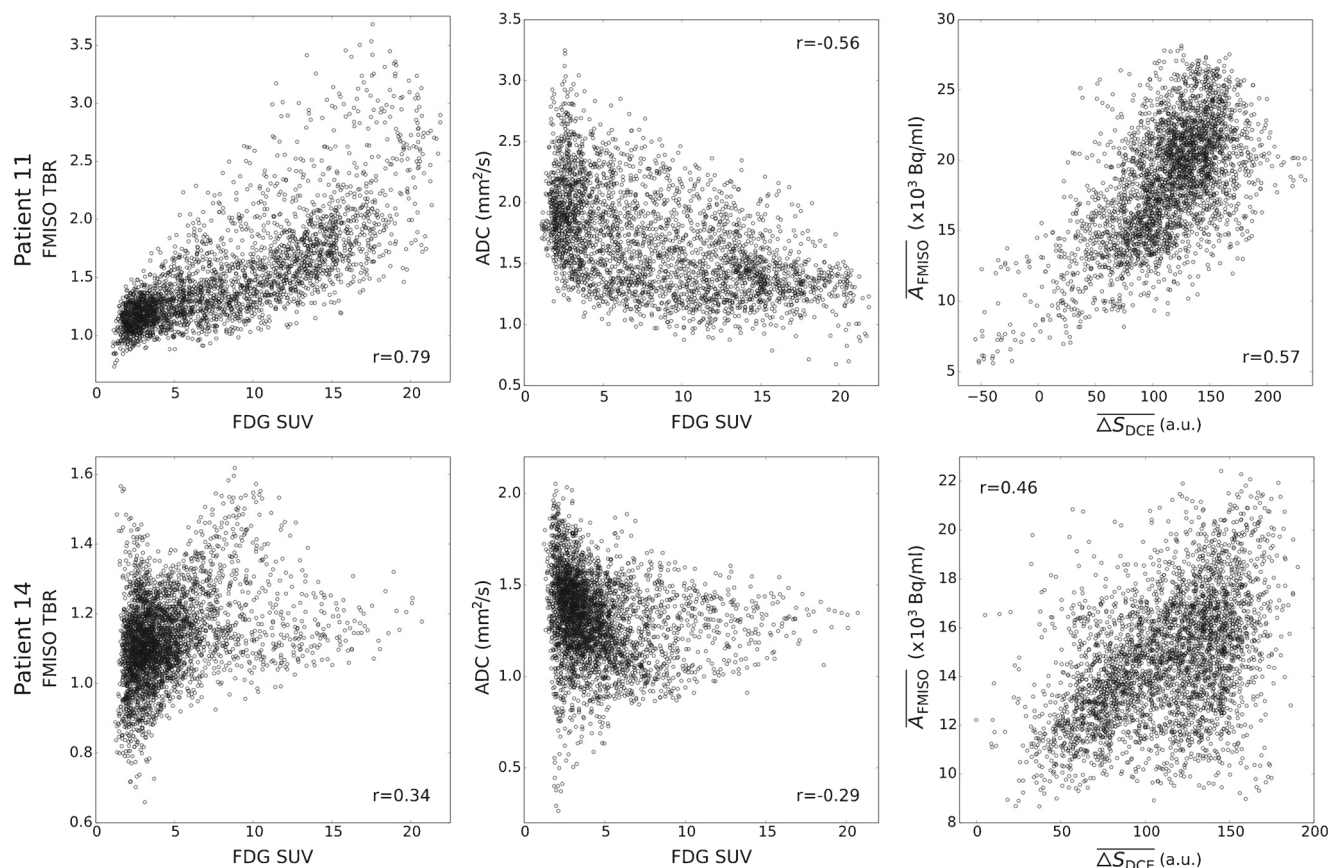 Patient 11
FMISO TBR
3.5
3.0
2.5
2.0
1.5
1.0
r=0.79
0 5 10 15 20
FDG SUV
ADC (mm²/s)
3.5
3.0
2.5
2.0
1.5
1.0
0.5
r=-0.56
0 5 10 15 20
FDG SUV
A̅FMISO (x10³ Bq/ml)
30
25
20
15
10
5
r=0.57
−50 0 50 100 150 200
△SDCE (a.u.)
Patient 14
FMISO TBR
1.6
1.4
1.2
1.0
0.8
0.6
r=0.34
0 5 10 15 20
FDG SUV
ADC (mm²/s)
2.0
1.5
1.0
0.5
r=-0.29
0 5 10 15 20
FDG SUV
A̅FMISO (x10³ Bq/ml)
22
20
18
16
14
12
10
8
r=0.46
0 50 100 150 200
△SDCE (a.u.)